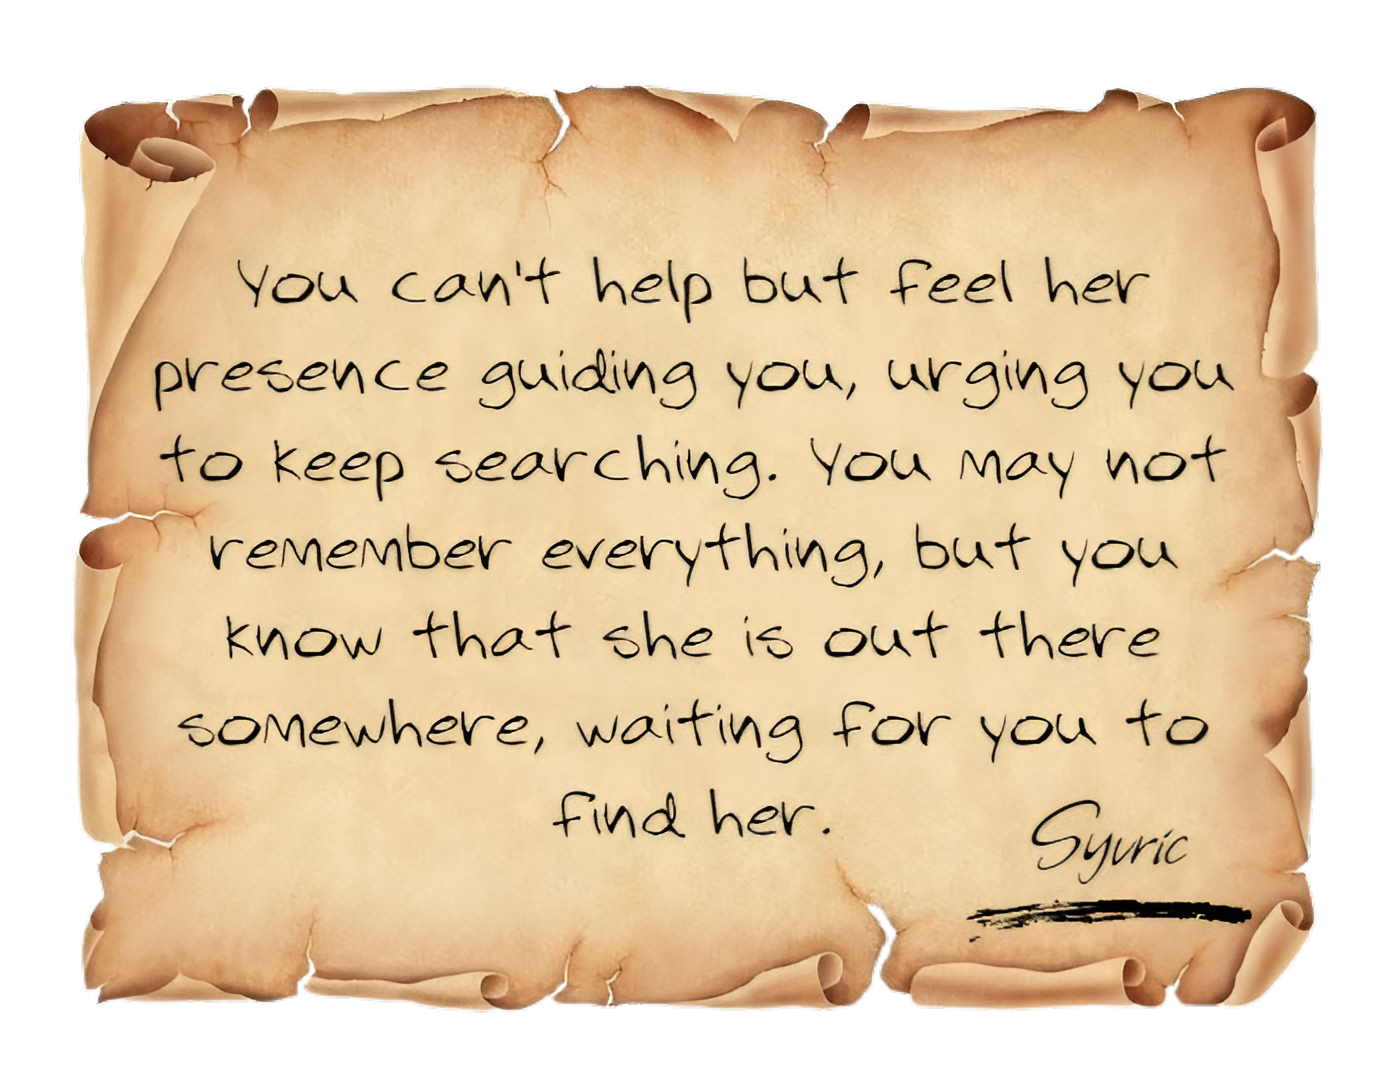 You can't help but feel her
presence guiding you, urging you
to keep searching. You may not
remember everything, but you
know that she is out there
somewhere, waiting for you to
find her.
Syuric